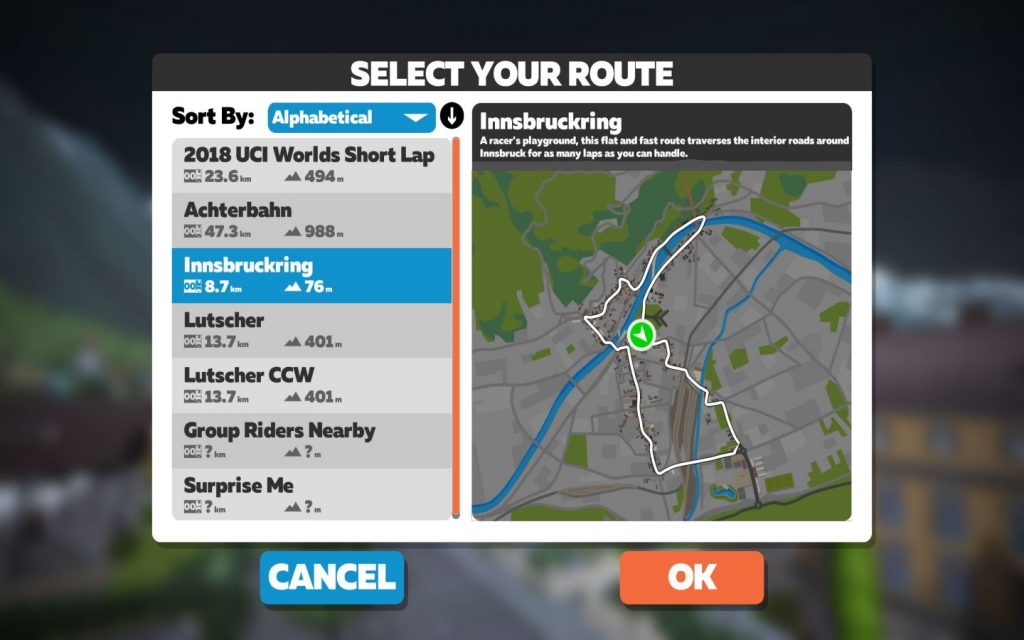 SELECT YOUR ROUTE
Sort By: Alphabetical
2018 UCI Worlds Short Lap
23.6 km 494 m
Achterbahn
47.3 km 988 m
Innsbruckring
8.7 km 76 m
Lutscher
13.7 km 401 m
Lutscher CCW
13.7 km 401 m
Group Riders Nearby
? km ? m
Surprise Me
? km ? m
Innsbruckring
A racer's playground, this flat and fast route traverses the interior roads around
Innsbruck for as many laps as you can handle.
CANCEL
OK